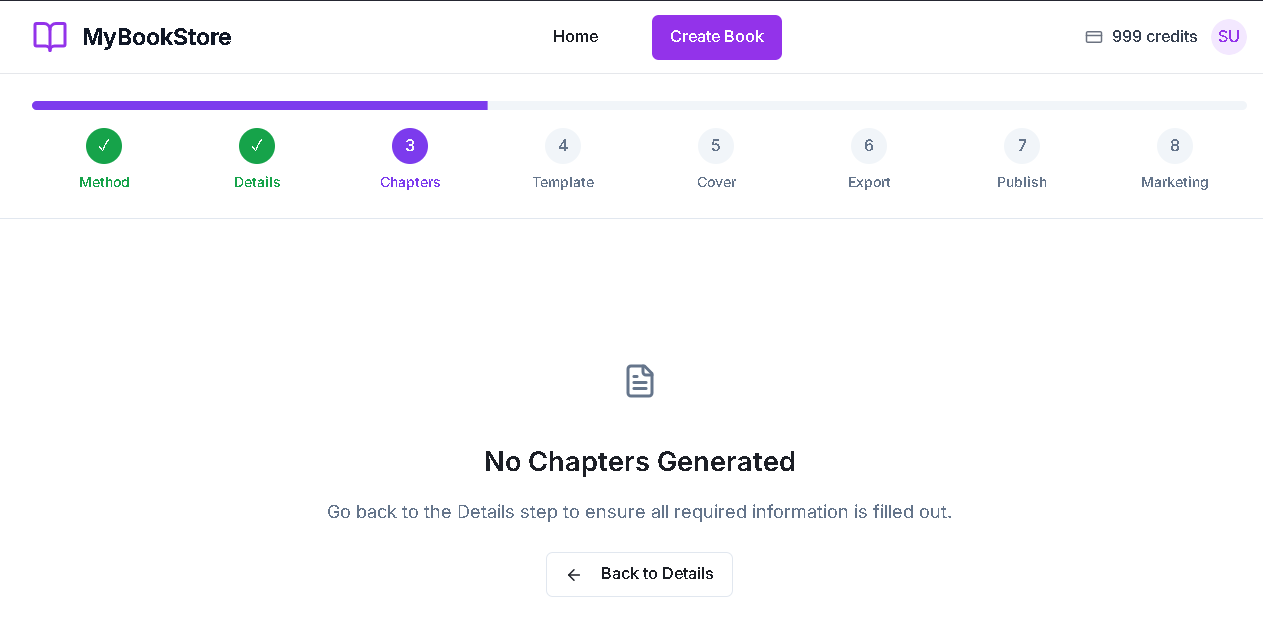 MyBookStore
Home
Create Book
999 credits
SU
✓
✓
3
4
5
6
7
8
Method
Details
Chapters
Template
Cover
Export
Publish
Marketing
No Chapters Generated
Go back to the Details step to ensure all required information is filled out.
← Back to Details